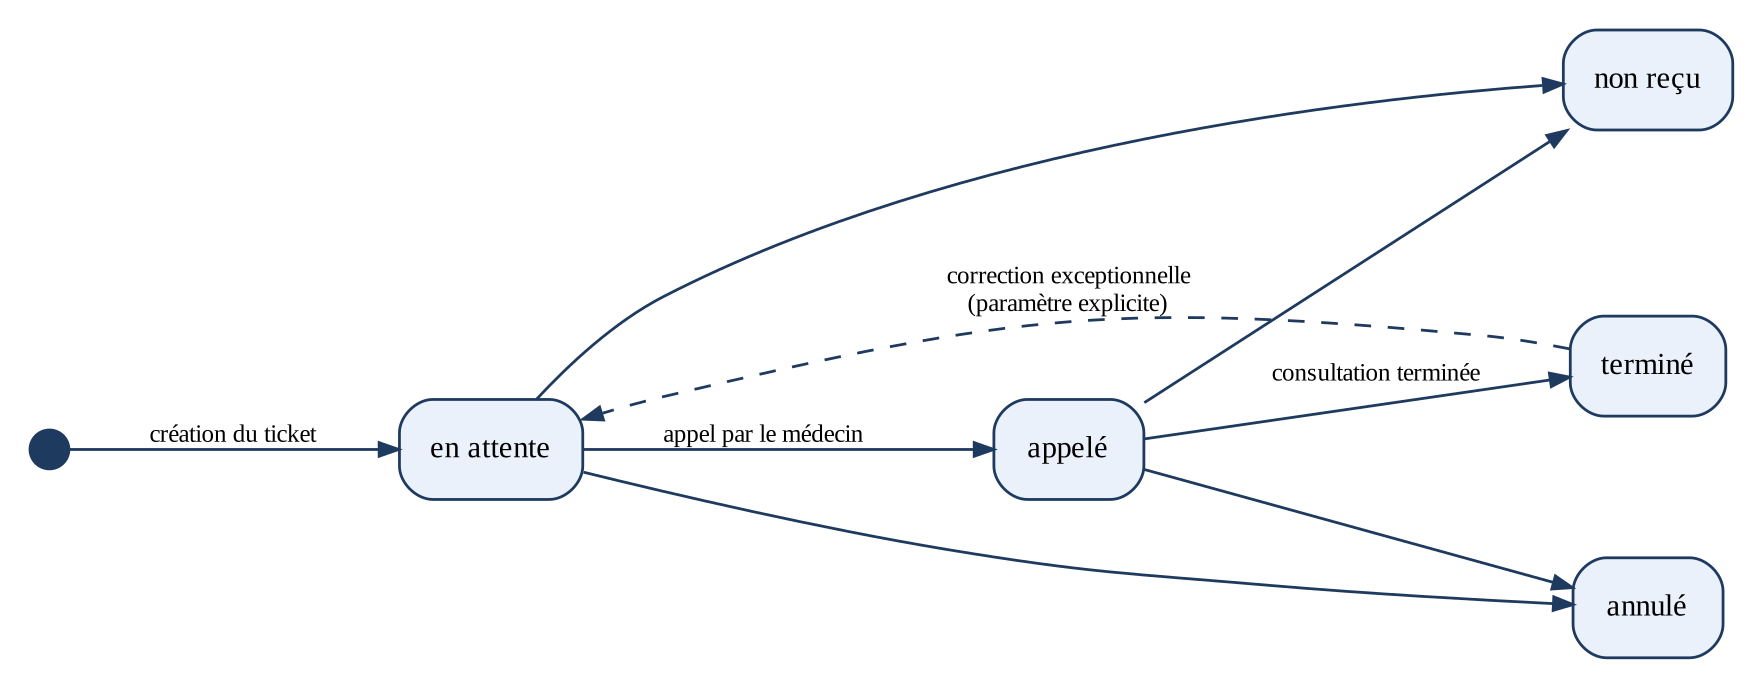 non reçu
correction exceptionnelle
(paramètre explicite)
consultation terminée
terminé
création du ticket
en attente
appel par le médecin
appelé
annulé